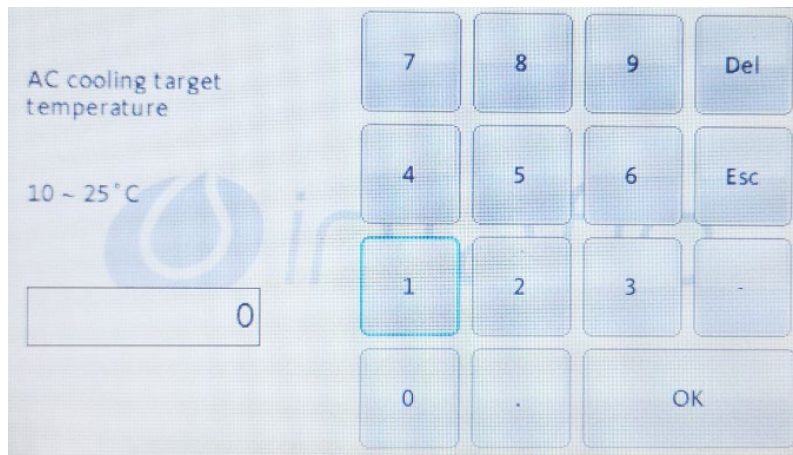 7 8 9 Del
AC cooling target
temperature
4 5 6 Esc
10 ~ 25°C
1 2 3 -
0
0 . OK